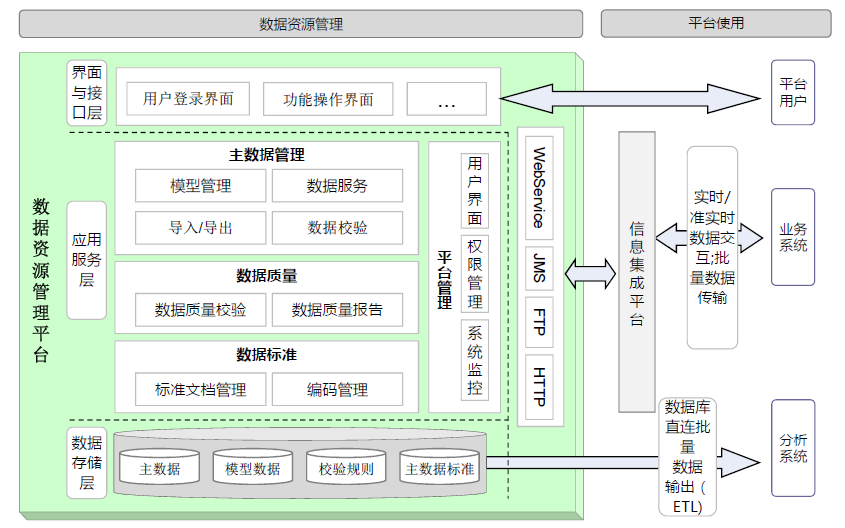 数据资源管理
平台使用
数据资源管理平台
界面
与接
口层
用户登录界面
功能操作界面
...
平台
用户
应用
服务
层
主数据管理
模型管理
数据服务
导入/导出
数据校验
数据质量
数据质量校验
数据质量报告
数据标准
标准文档管理
编码管理
平台管理
用户界面
权限管理
系统监控
WebService
JMS
FTP
HTTP
信息集成平台
实时/
准实时
数据交
互;批
量数据
传输
业务
系统
数据
存储
层
主数据
模型数据
校验规则
主数据标准
数据库
直连批
量
数据
输出（
ETL)
分析
系统